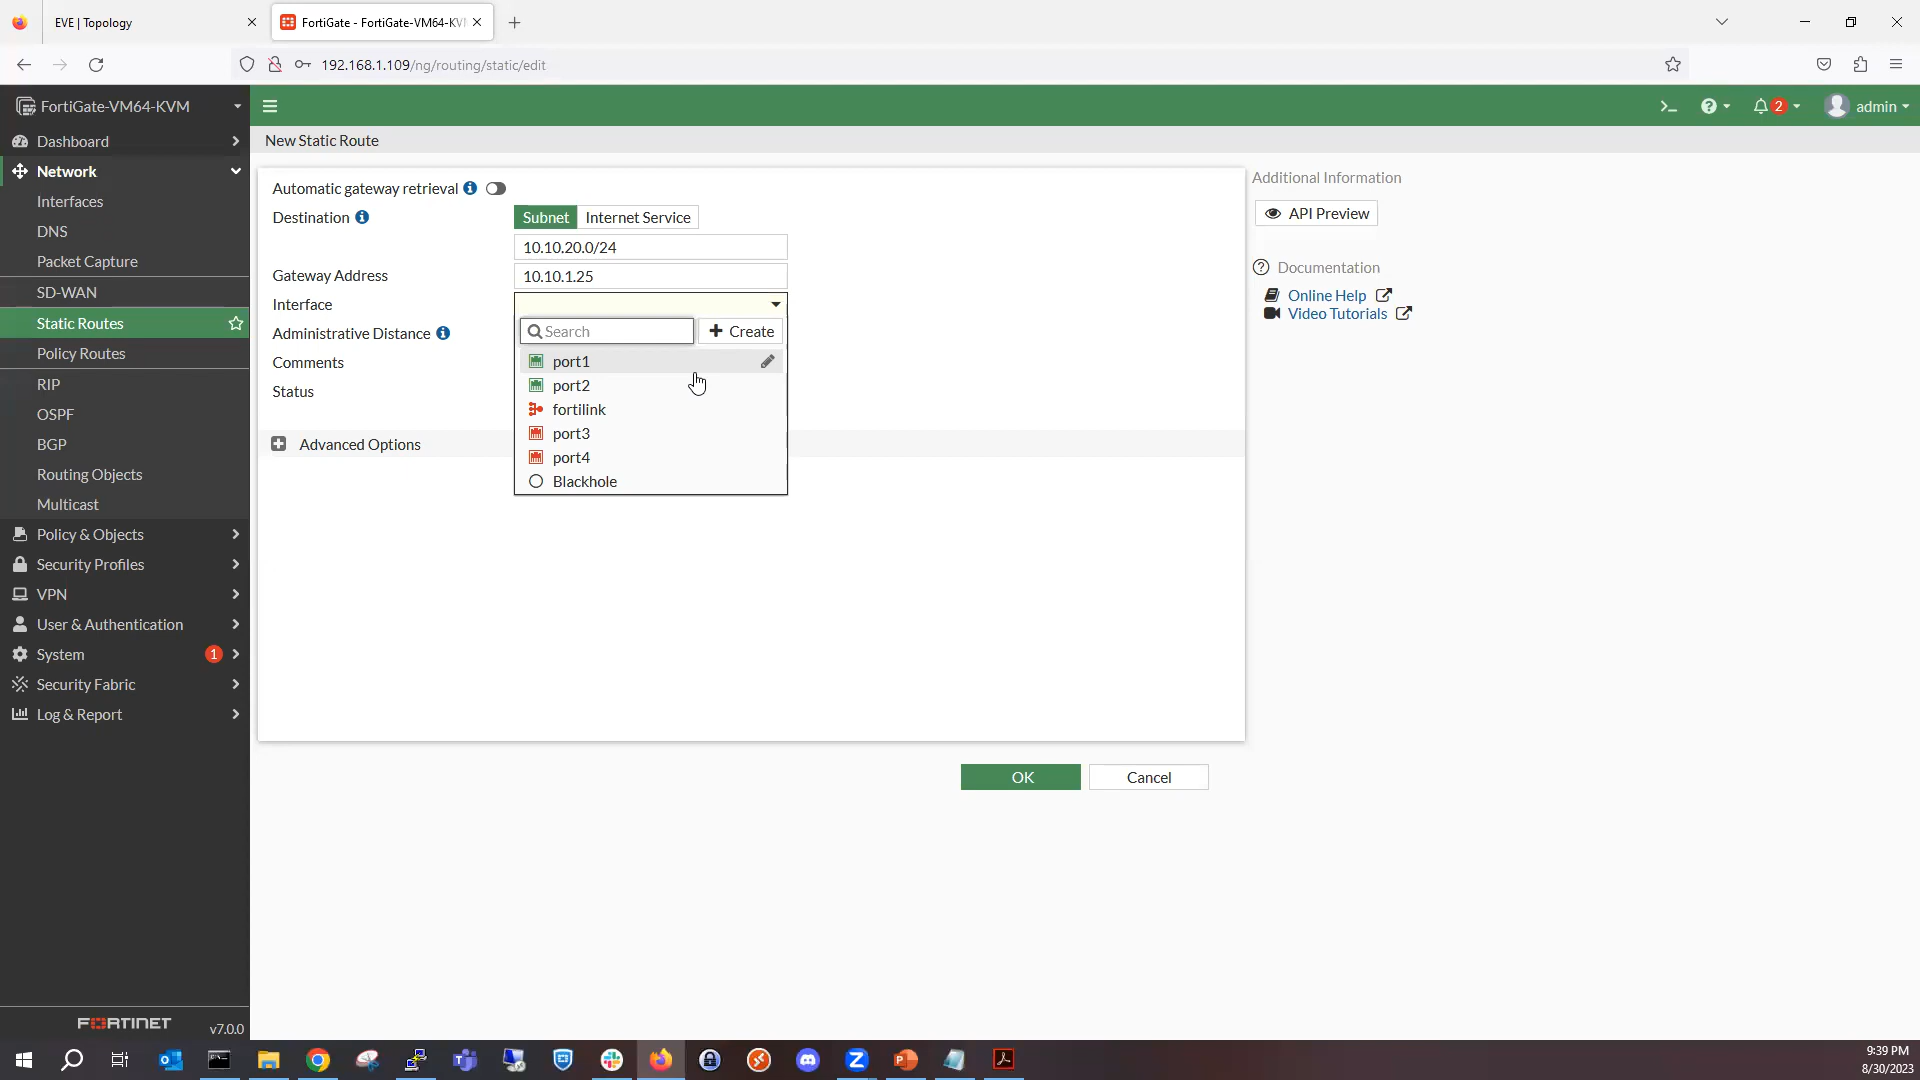 EVE | Topology
FortiGate - FortiGate-VM64-KV
192.168.1.109/ng/routing/static/edit
FortiGate-VM64-KVM
2
admin
Dashboard
Network
Interfaces
DNS
Packet Capture
SD-WAN
Static Routes
Policy Routes
RIP
OSPF
BGP
Routing Objects
Multicast
Policy & Objects
Security Profiles
VPN
User & Authentication
System
1
Security Fabric
Log & Report
FORTINET
v7.0.0
New Static Route
Automatic gateway retrieval
Destination
Subnet
Internet Service
10.10.20.0/24
Gateway Address
10.10.1.25
Interface
Administrative Distance
Comments
Status
Search
Create
port1
port2
fortilink
port3
port4
Blackhole
Advanced Options
OK
Cancel
Additional Information
API Preview
Documentation
Online Help
Video Tutorials
9:39 PM
8/30/2023